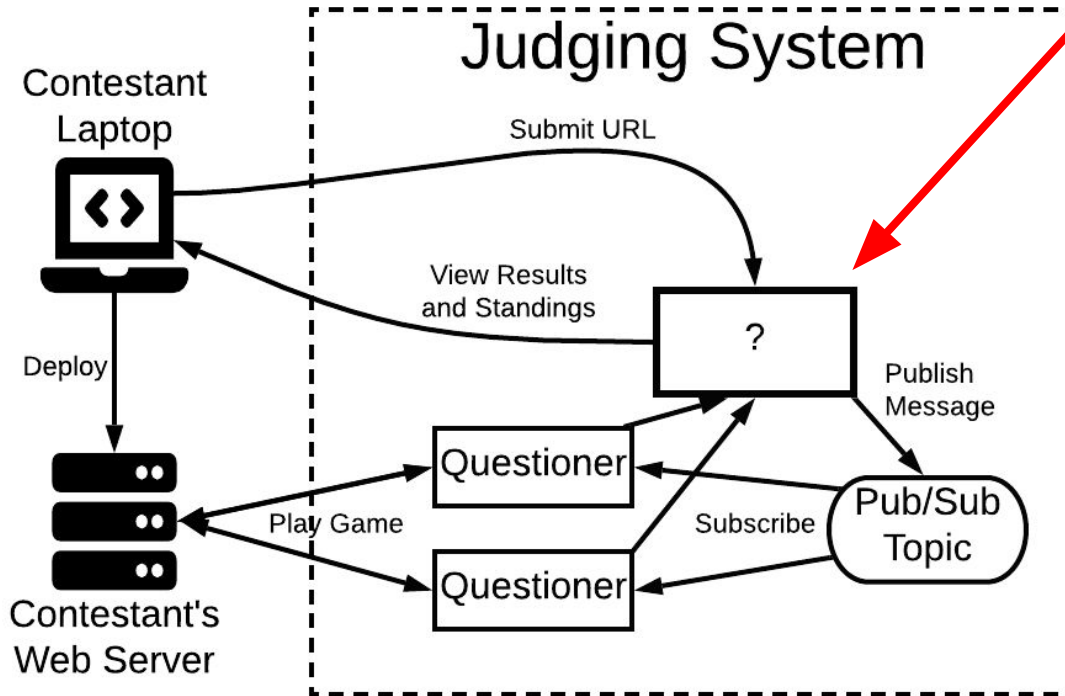 Judging System
Contestant
Laptop
Submit URL
View Results
and Standings
?
Deploy
Publish
Message
Questioner
Play Game
Subscribe
Pub/Sub
Topic
Questioner
Contestant's
Web Server